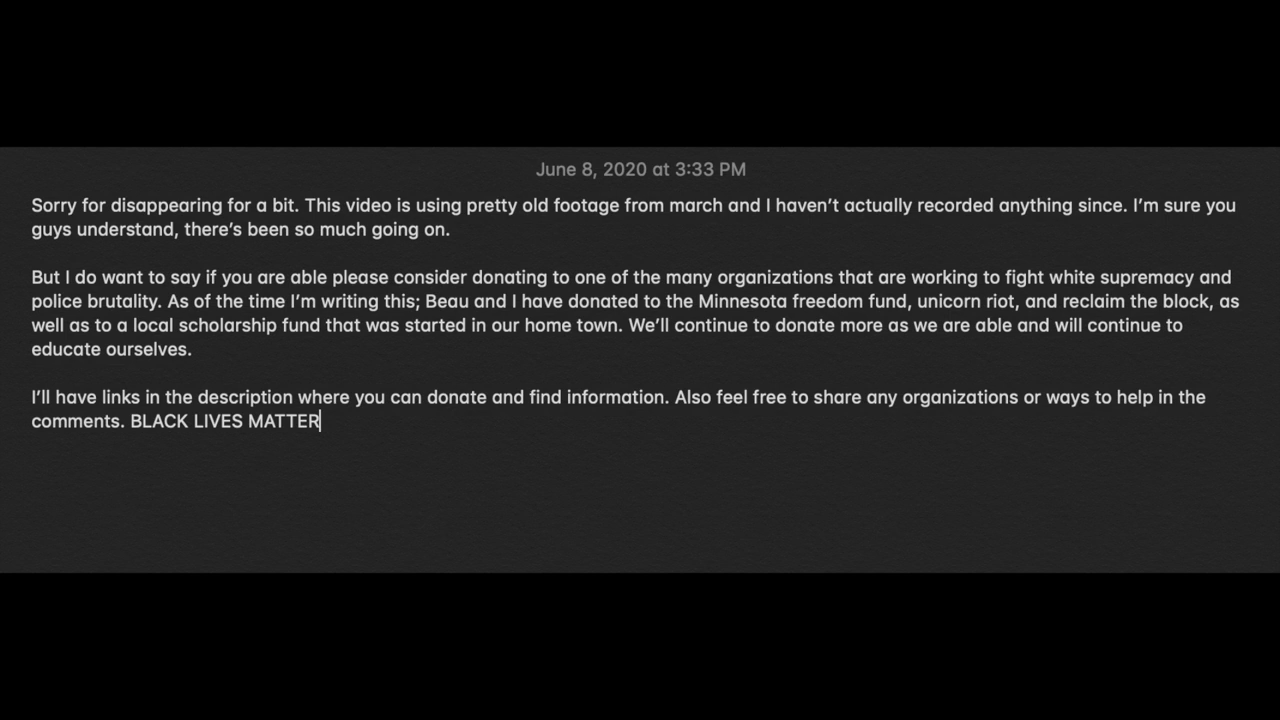 June 8, 2020 at 3:33 PM
Sorry for disappearing for a bit. This video is using pretty old footage from march and I haven’t actually recorded anything since. I’m sure you
guys understand, there’s been so much going on.
But I do want to say if you are able please consider donating to one of the many organizations that are working to fight white supremacy and
police brutality. As of the time I’m writing this; Beau and I have donated to the Minnesota freedom fund, unicorn riot, and reclaim the block, as
well as to a local scholarship fund that was started in our home town. We’ll continue to donate more as we are able and will continue to
educate ourselves.
I’ll have links in the description where you can donate and find information. Also feel free to share any organizations or ways to help in the
comments. BLACK LIVES MATTER